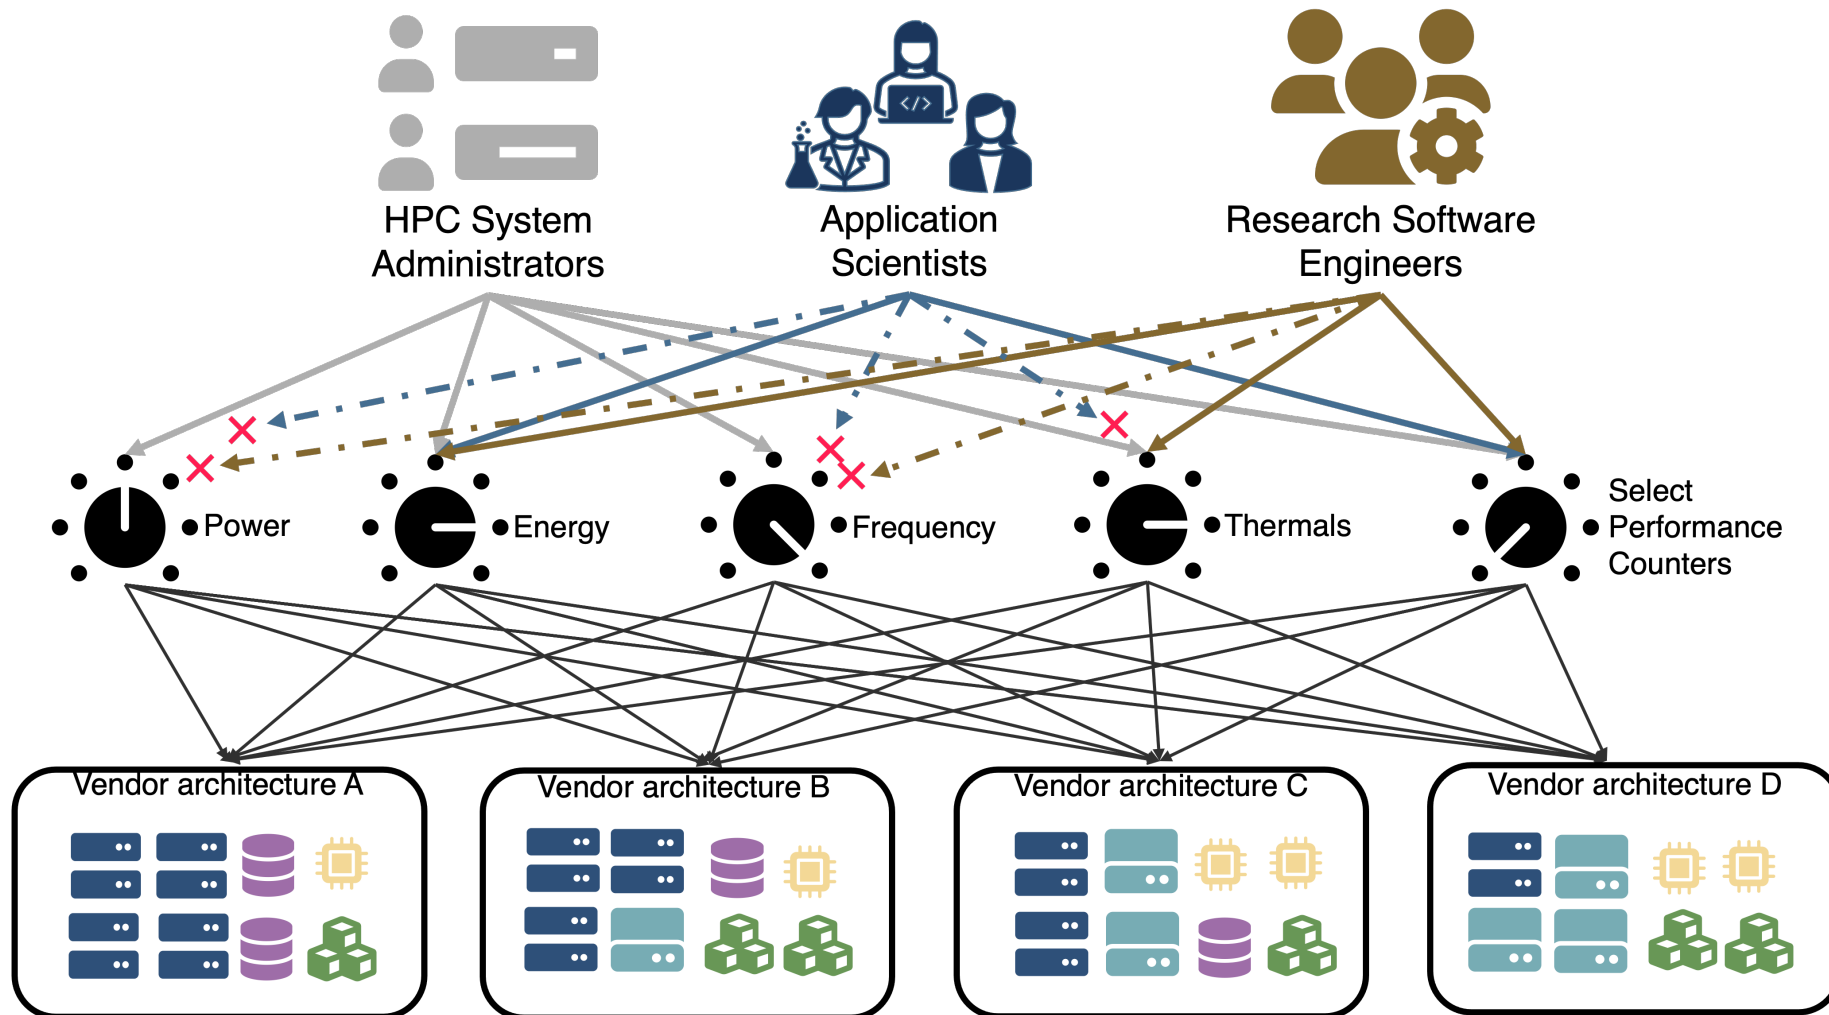 </>
HPC System
Administrators
Application
Scientists
Research Software
Engineers
Power
Energy
Frequency
Thermals
Select
Performance
Counters
Vendor architecture A
Vendor architecture B
Vendor architecture C
Vendor architecture D